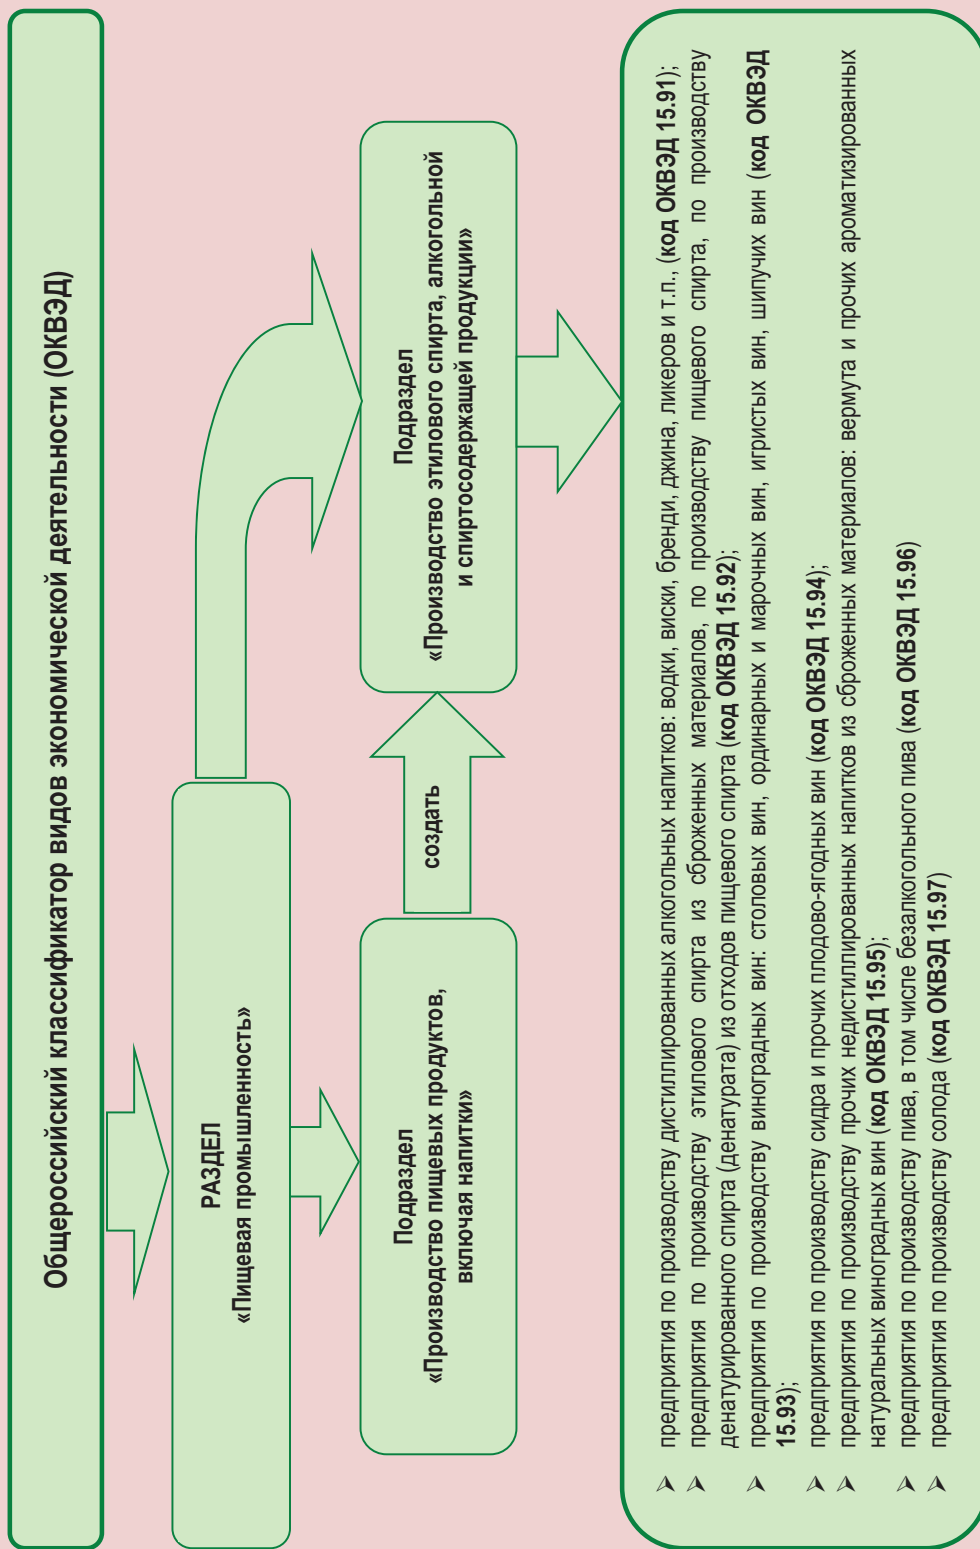 Общероссийский классификатор видов экономической деятельности (ОКВЭД)
РАЗДЕЛ
«Пищевая промышленность»
Подраздел
«Производство пищевых продуктов,
включая напитки»
создать
Подраздел
«Производство этилового спирта, алкогольной
и спиртосодержащей продукции»
➢ предприятия по производству дистиллированных алкогольных напитков: водки, виски, бренди, джина, ликеров и т.п., (код ОКВЭД 15.91);
➢ предприятия по производству этилового спирта из сброженных материалов, по производству пищевого спирта, по производству
денатурированного спирта (денатурата) из отходов пищевого спирта (код ОКВЭД 15.92);
➢ предприятия по производству виноградных вин: столовых вин, ординарных и марочных вин, игристых вин, шипучих вин (код ОКВЭД
15.93);
➢ предприятия по производству сидра и прочих плодово-ягодных вин (код ОКВЭД 15.94);
➢ предприятия по производству прочих недистиллированных напитков из сброженных материалов: вермута и прочих ароматизированных
натуральных виноградных вин (код ОКВЭД 15.95);
➢ предприятия по производству пива, в том числе безалкогольного пива (код ОКВЭД 15.96)
➢ предприятия по производству солода (код ОКВЭД 15.97)